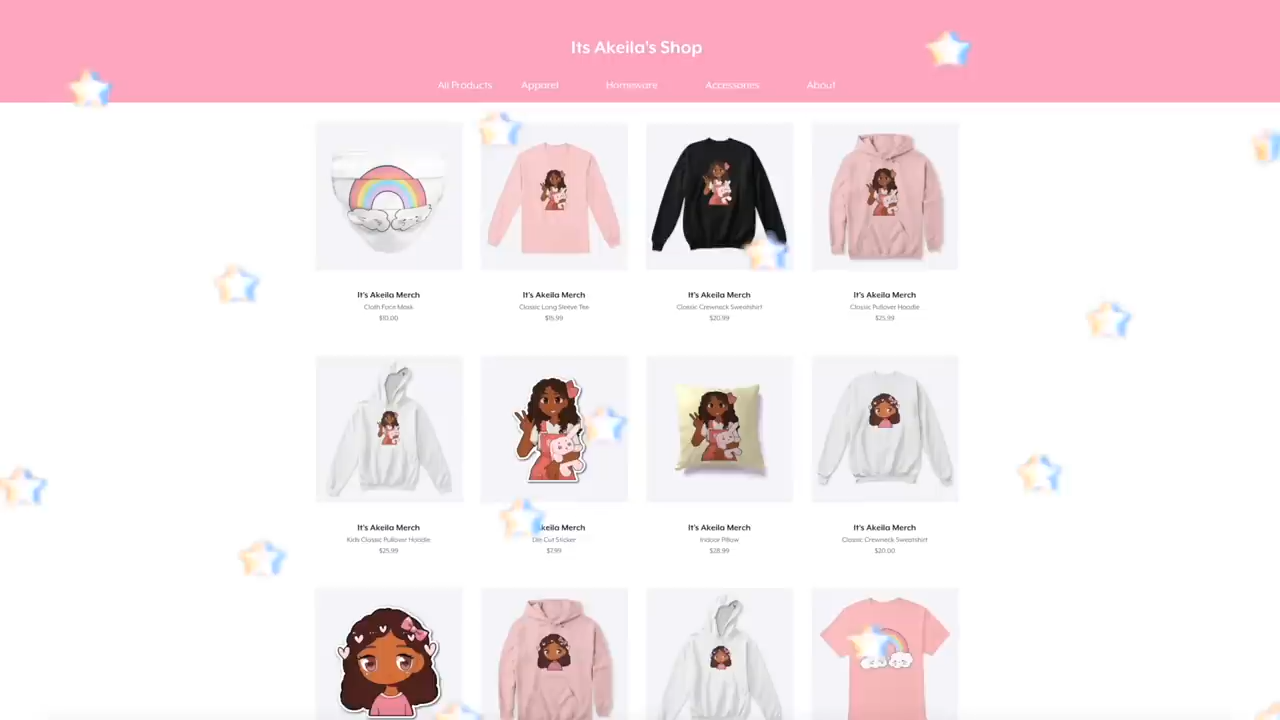 Its Akeila's Shop
All Products Apparel Homeware Accessories About
It's Akeila Merch It's Akeila Merch It's Akeila Merch It's Akeila Merch
Cloth Face Mask Classic Long Sleeve Tee Classic Crewneck Sweatshirt Classic Pullover Hoodie
$10.00 $16.99 $20.99 $25.99
It's Akeila Merch Akeila Merch It's Akeila Merch It's Akeila Merch
Kids Classic Pullover Hoodie Die Cut Sticker Indoor Pillow Classic Crewneck Sweatshirt
$25.99 $7.99 $28.99 $20.00